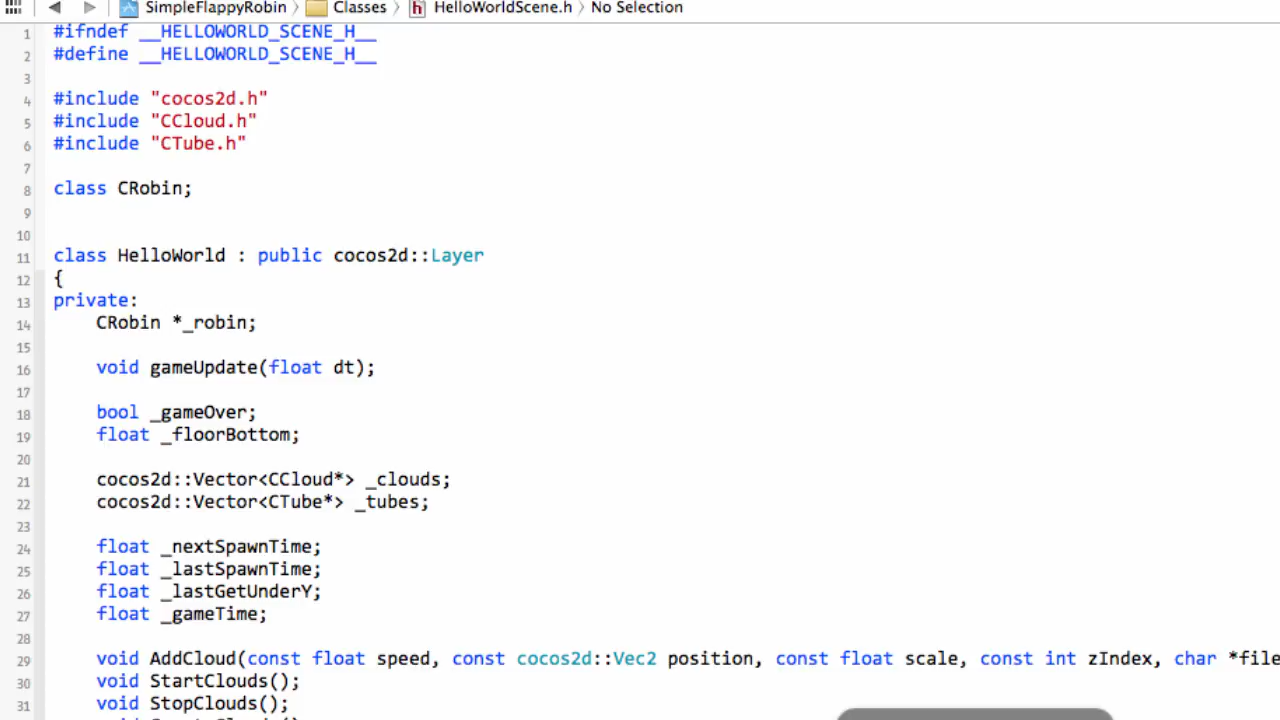 SimpleFlappyRobin > Classes > HelloWorldScene.h > No Selection
1 #ifndef __HELLOWORLD_SCENE_H__
2 #define __HELLOWORLD_SCENE_H__
3
4 #include "cocos2d.h"
5 #include "CCloud.h"
6 #include "CTube.h"
7
8 class CRobin;
9
10
11 class HelloWorld : public cocos2d::Layer
12 {
13 private:
14     CRobin *_robin;
15
16     void gameUpdate(float dt);
17
18     bool _gameOver;
19     float _floorBottom;
20
21     cocos2d::Vector<CCloud*> _clouds;
22     cocos2d::Vector<CTube*> _tubes;
23
24     float _nextSpawnTime;
25     float _lastSpawnTime;
26     float _lastGetUnderY;
27     float _gameTime;
28
29     void AddCloud(const float speed, const cocos2d::Vec2 position, const float scale, const int zIndex, char *file
30     void StartClouds();
31     void StopClouds();